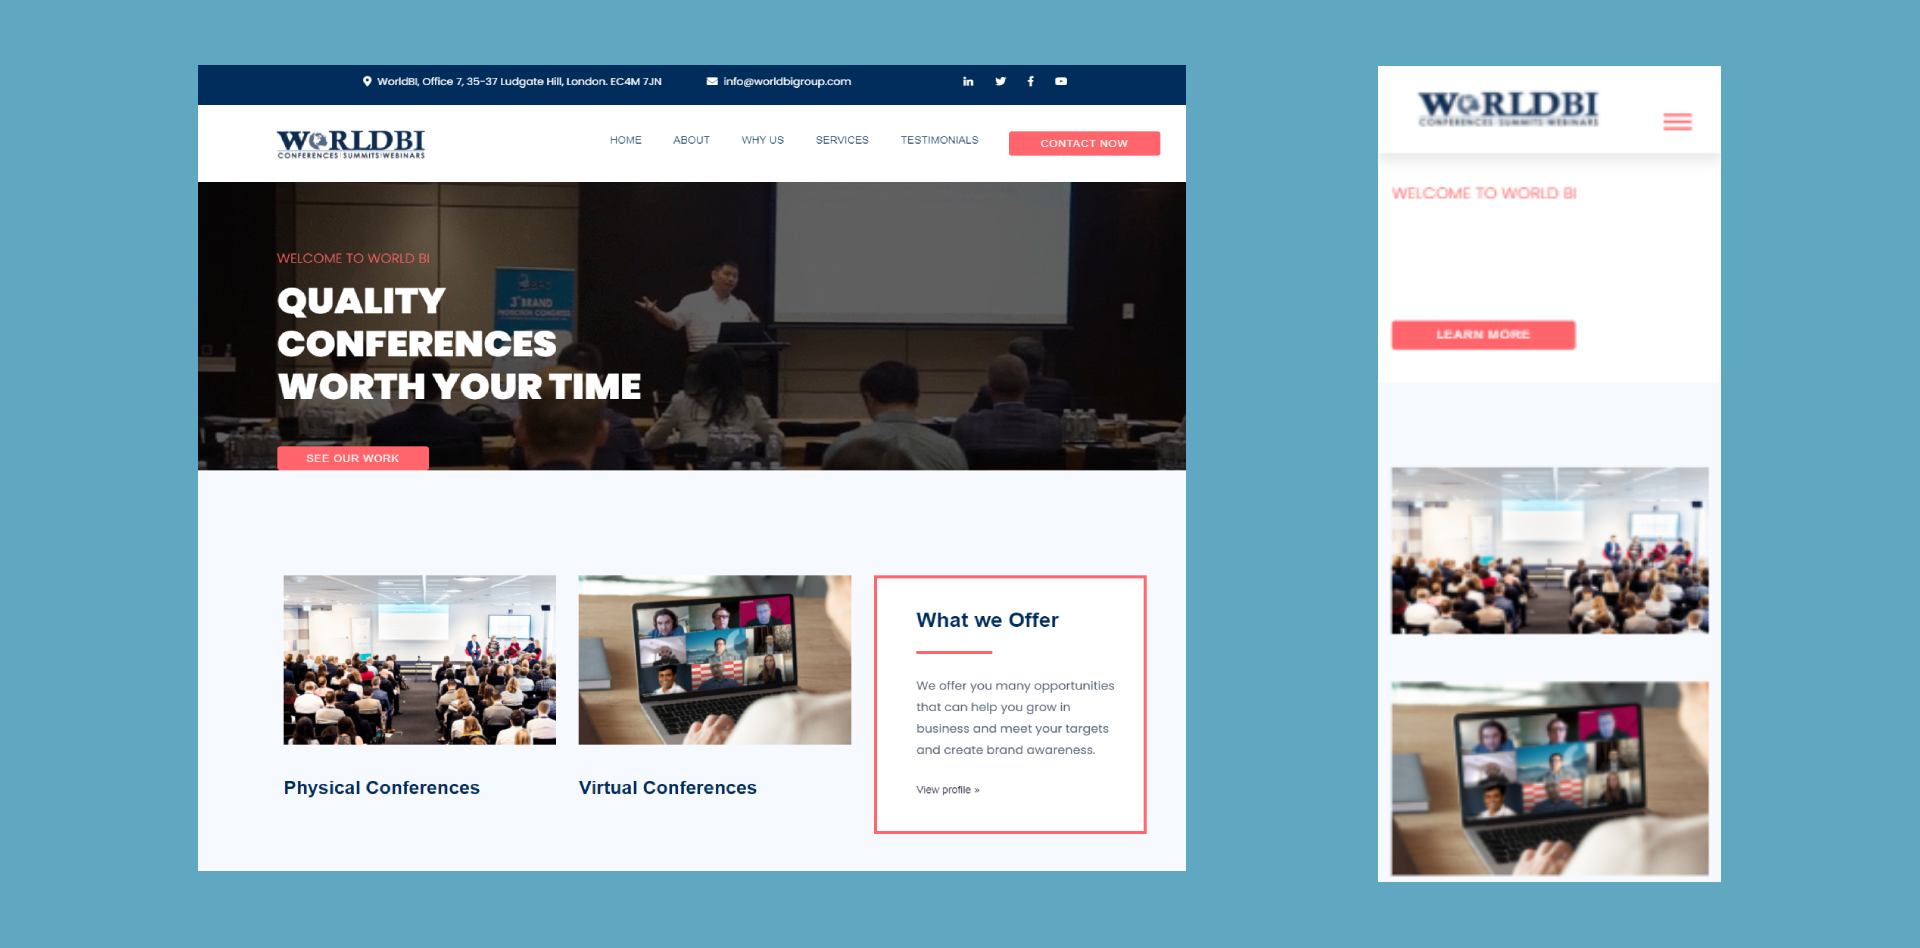 WorldBI, Office 7, 35-37 Ludgate Hill, London. EC4M 7JN
info@worldbigroup.com
WORLDBI
CONFERENCES|SUMMITS|WEBINARS
HOME
ABOUT
WHY US
SERVICES
TESTIMONIALS
CONTACT NOW
WELCOME TO WORLD BI
QUALITY
CONFERENCES
WORTH YOUR TIME
3rd BRAND
PROTECTION CONGRESS
SEE OUR WORK
Physical Conferences
Virtual Conferences
What we Offer
We offer you many opportunities
that can help you grow in
business and meet your targets
and create brand awareness.
View profile »
WORLDBI
CONFERENCES|SUMMITS|WEBINARS
WELCOME TO WORLD BI
LEARN MORE